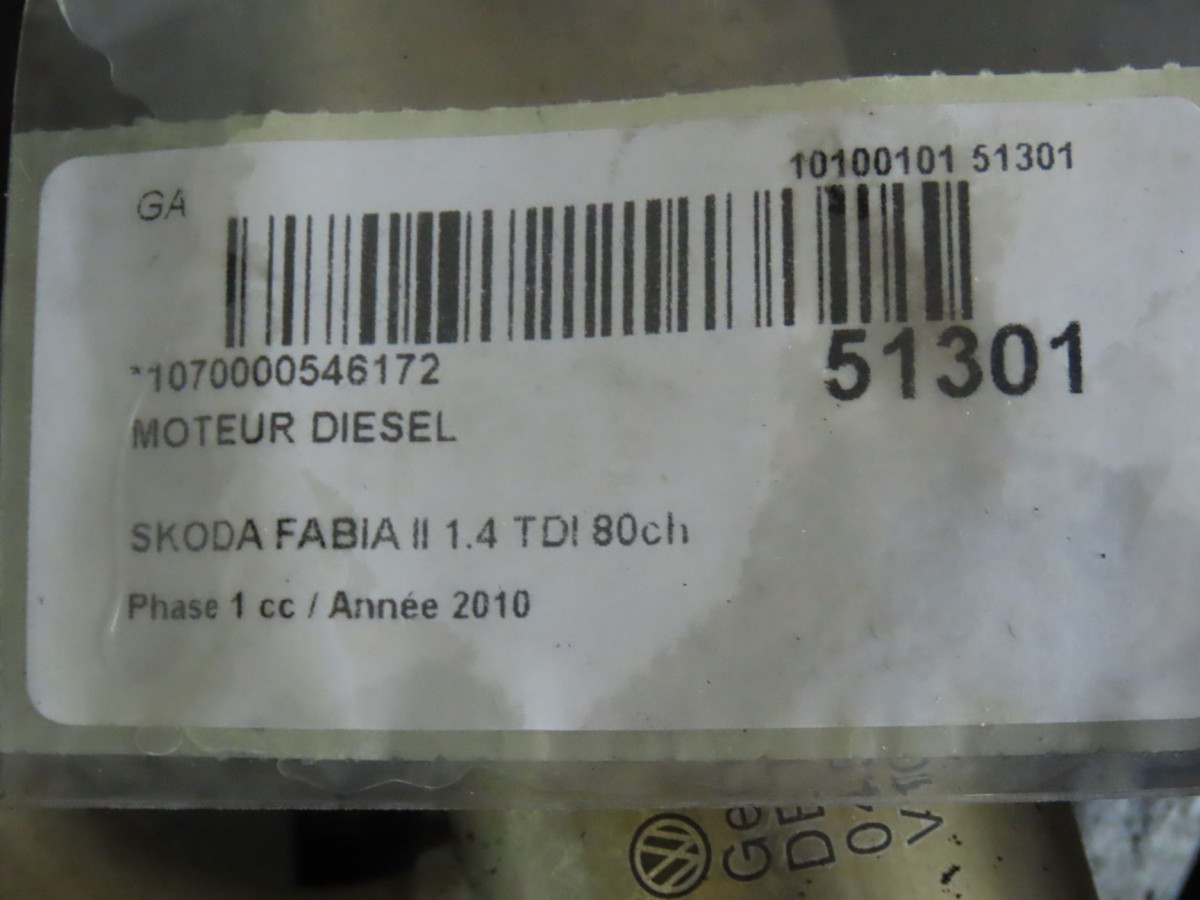 10100101 51301
GA
*1070000546172
51301
MOTEUR DIESEL
SKODA FABIA II 1.4 TDI 80ch
Phase 1 cc / Année 2010